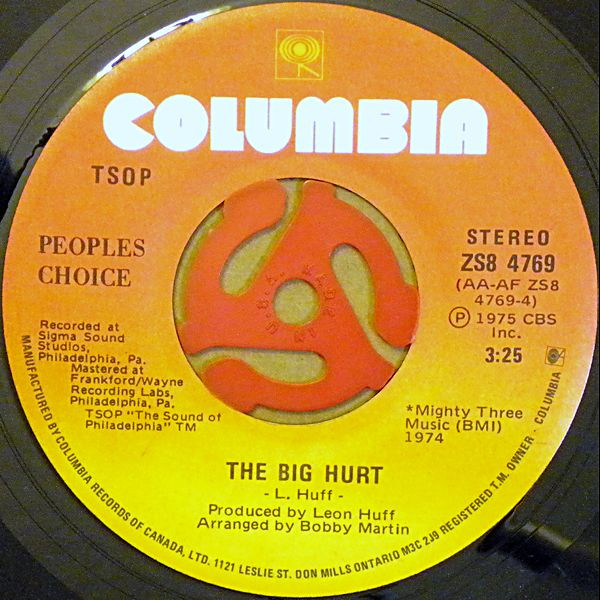 COLUMBIA
TSOP
PEOPLES
CHOICE
STEREO
ZS8 4769
(AA-AF ZS8
4769-4)
Ⓟ 1975 CBS
Inc.
3:25
Recorded at
Sigma Sound
Studios,
Philadelphia, Pa.
Mastered at
Frankford/Wayne
Recording Labs,
Philadelphia, Pa.
TSOP "The Sound of
Philadelphia" TM
*Mighty Three
Music (BMI)
1974
THE BIG HURT
- L. Huff -
Produced by Leon Huff
Arranged by Bobby Martin
MANUFACTURED BY COLUMBIA RECORDS OF CANADA, LTD. 1121 LESLIE ST. DON MILLS ONTARIO M3C 2J9 REGISTERED T.M. OWNER - COLUMBIA